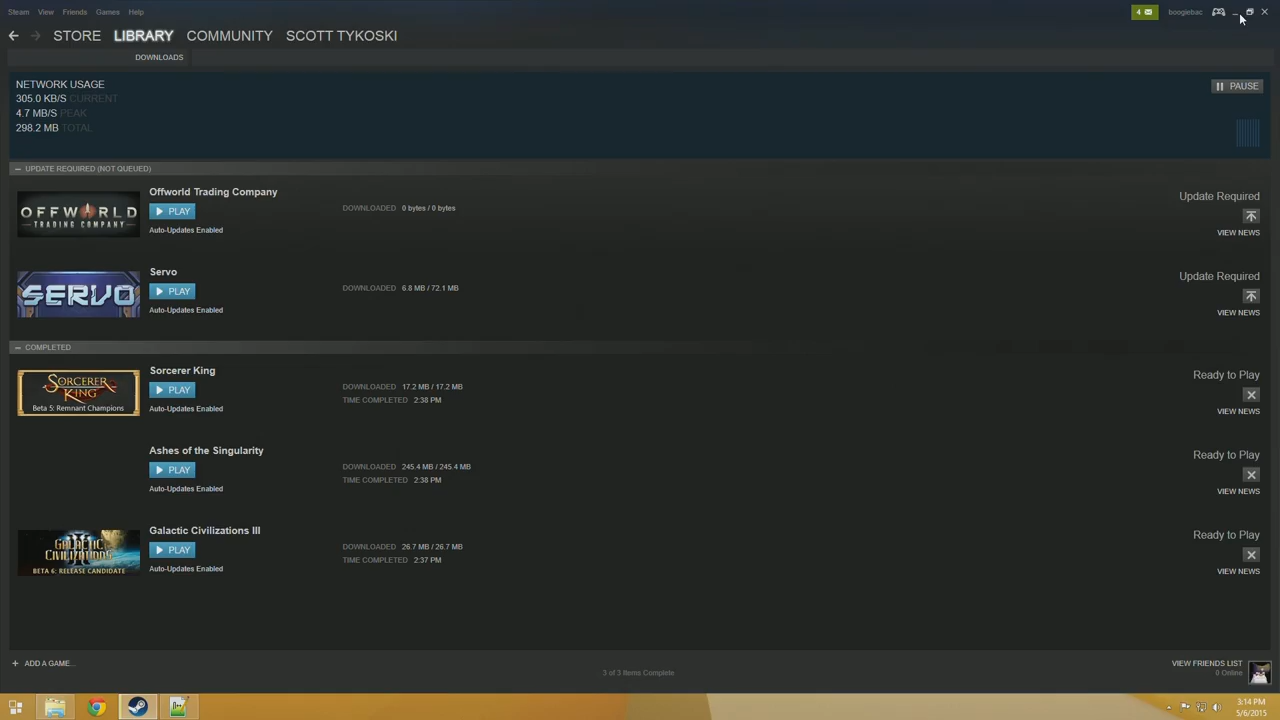 Steam View Friends Games Help
4 boogiebac
STORE LIBRARY COMMUNITY SCOTT TYKOSKI
DOWNLOADS
NETWORK USAGE
305.0 KB/S CURRENT
4.7 MB/S PEAK
298.2 MB TOTAL
PAUSE
UPDATE REQUIRED (NOT QUEUED)
OFFWORLD
TRADING COMPANY
Offworld Trading Company
PLAY
Auto-Updates Enabled
DOWNLOADED 0 bytes / 0 bytes
Update Required
VIEW NEWS
SERVO
Servo
PLAY
Auto-Updates Enabled
DOWNLOADED 6.8 MB / 72.1 MB
Update Required
VIEW NEWS
COMPLETED
SORCERER
KING
Beta 5: Remnant Champions
Sorcerer King
PLAY
Auto-Updates Enabled
DOWNLOADED 17.2 MB / 17.2 MB
TIME COMPLETED 2:38 PM
Ready to Play
VIEW NEWS
Ashes of the Singularity
PLAY
Auto-Updates Enabled
DOWNLOADED 245.4 MB / 245.4 MB
TIME COMPLETED 2:38 PM
Ready to Play
VIEW NEWS
GALACTIC
CIVILIZATIONS
III
BETA 6: RELEASE CANDIDATE
Galactic Civilizations III
PLAY
Auto-Updates Enabled
DOWNLOADED 26.7 MB / 26.7 MB
TIME COMPLETED 2:37 PM
Ready to Play
VIEW NEWS
+ ADD A GAME...
3 of 3 Items Complete
VIEW FRIENDS LIST
0 Online
3:14 PM
5/6/2015